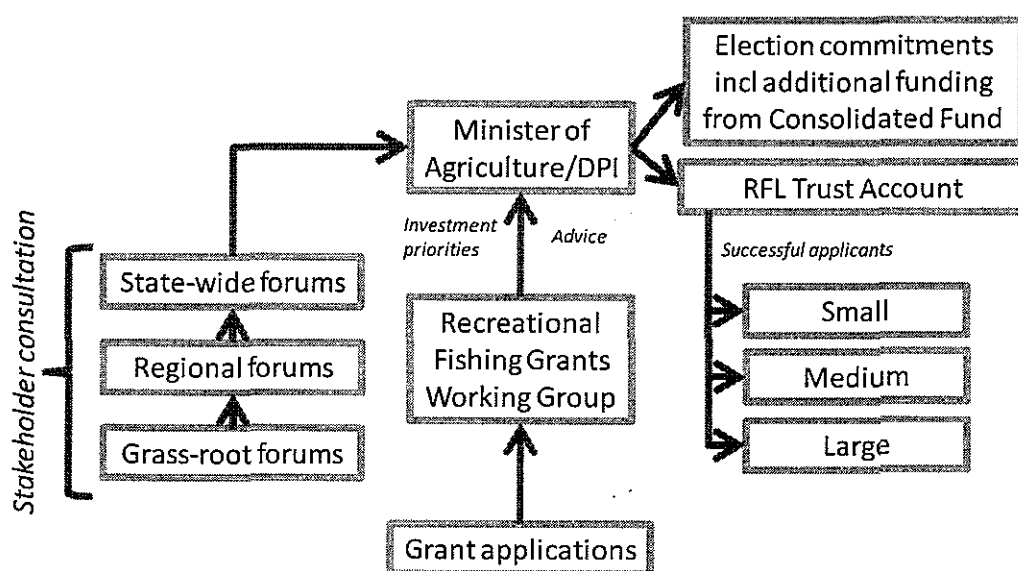 Election commitments
incl additional funding
from Consolidated Fund
Minister of
Agriculture/DPI
RFL Trust Account
Stakeholder consultation
Investment
priorities
Advice
Successful applicants
State-wide forums
Regional forums
Grass-root forums
Recreational
Fishing Grants
Working Group
Small
Medium
Large
Grant applications